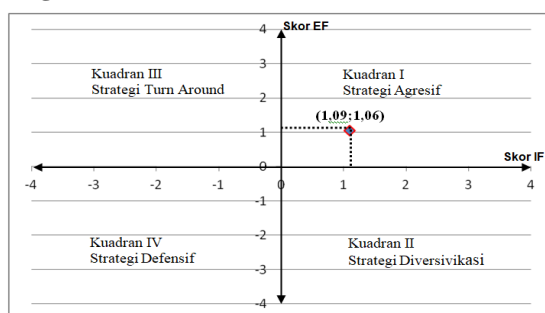 4
Skor EF
Kuadran III
Strategi Turn Around
3
Kuadran I
Strategi Agresif
2
(1,09;1,06)
1
Skor IF
0
-4 -3 -2 -1 0 1 2 3 4
-1
Kuadran IV
Strategi Defensif
-2
Kuadran II
Strategi Diversivikasi
-3
-4